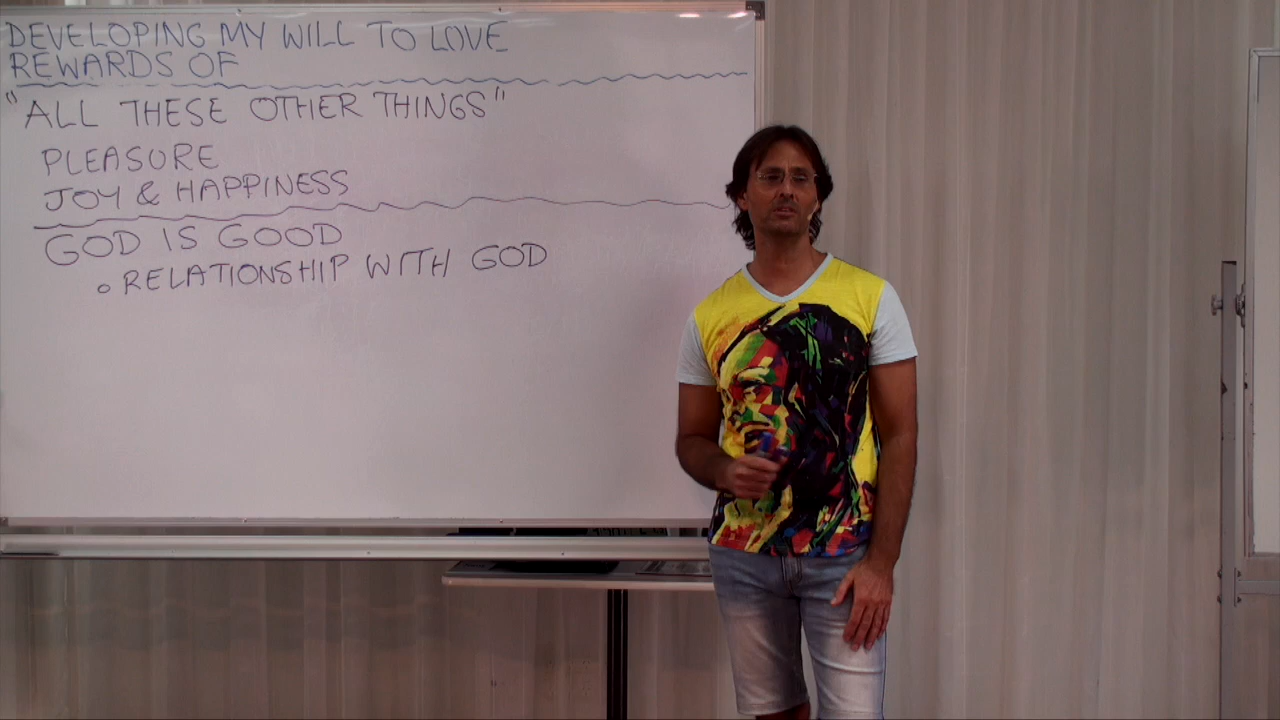 DEVELOPING MY WILL TO LOVE
REWARDS OF
"ALL THESE OTHER THINGS"
PLEASURE
JOY & HAPPINESS
GOD IS GOOD
o RELATIONSHIP WITH GOD